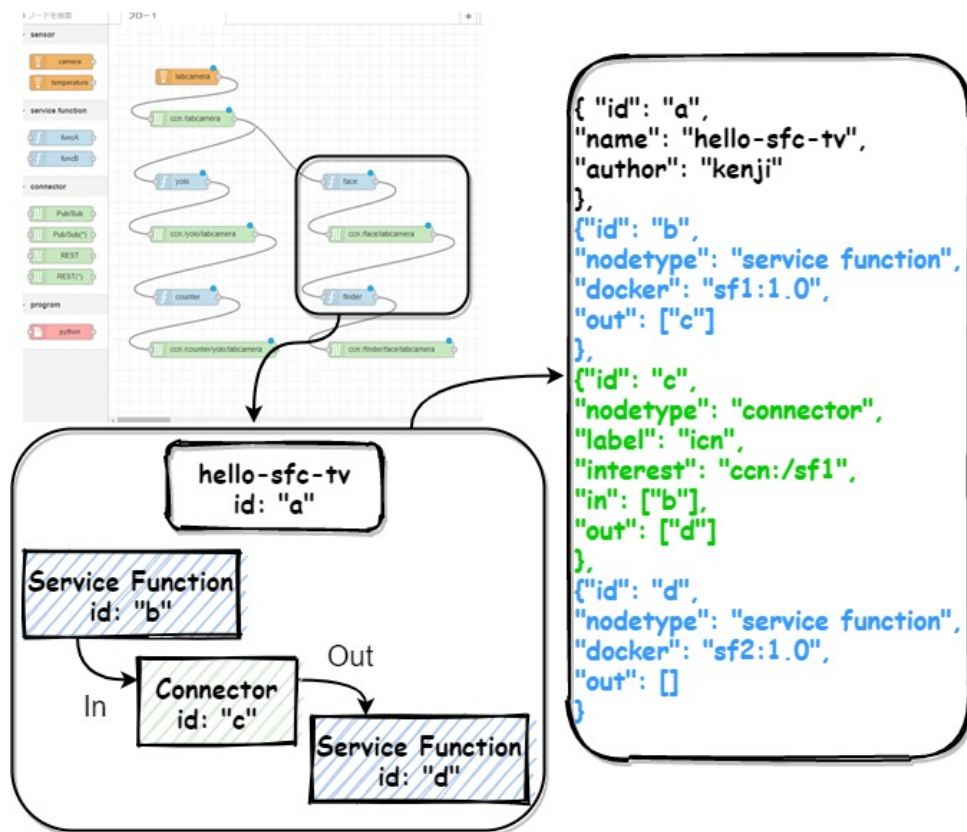 ノードを検索
フロー 1
+
sensor
camera
temperature
service function
funcA
funcB
connector
Pub/Sub
Pub/Sub(*)
REST
REST(*)
program
python
labcamera
ccn:/labcamera
yolo
face
ccn:/yolo/labcamera
ccn:/face/labcamera
counter
finder
ccn:/counter/yolo/labcamera
ccn:/finder/face/labcamera
hello-sfc-tv
id: "a"
Service Function
id: "b"
In
Connector
id: "c"
Out
Service Function
id: "d"
{ "id": "a",
"name": "hello-sfc-tv",
"author": "kenji"
},
{"id": "b",
"nodetype": "service function",
"docker": "sf1:1.0",
"out": ["c"]
},
{"id": "c",
"nodetype": "connector",
"label": "icn",
"interest": "ccn:/sf1",
"in": ["b"],
"out": ["d"]
},
{"id": "d",
"nodetype": "service function",
"docker": "sf2:1.0",
"out": []
}